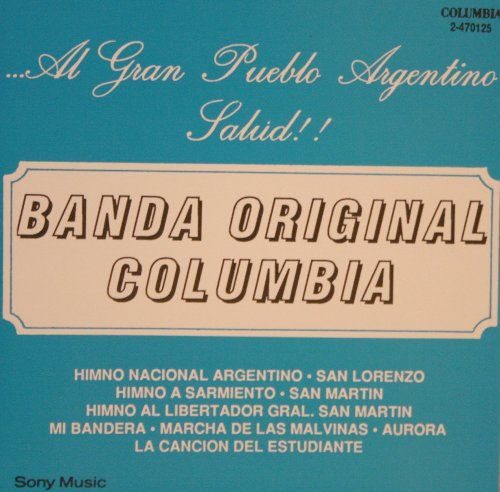 COLUMBIA
2-470125
...Al Gran Pueblo Argentino
Salúd!!
BANDA ORIGINAL
COLUMBIA
HIMNO NACIONAL ARGENTINO • SAN LORENZO
HIMNO A SARMIENTO • SAN MARTIN
HIMNO AL LIBERTADOR GRAL. SAN MARTIN
MI BANDERA • MARCHA DE LAS MALVINAS • AURORA
LA CANCION DEL ESTUDIANTE
Sony Music